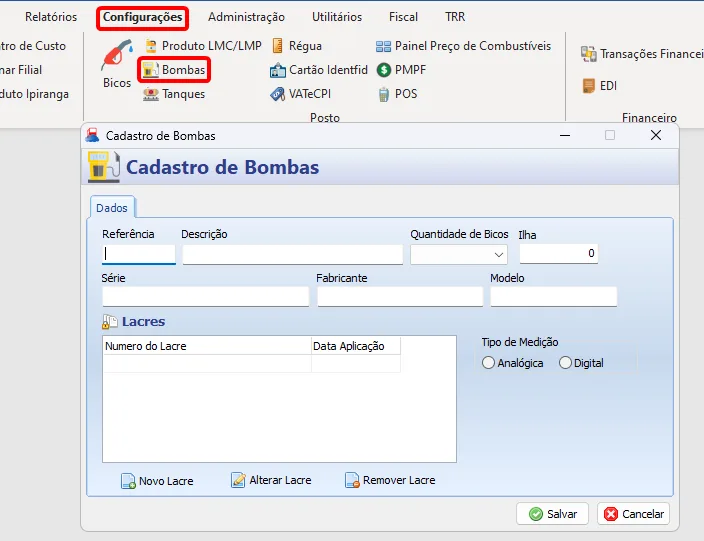 Relatórios Configurações Administração Utilitários Fiscal TRR
tro de Custo Produto LMC/LMP Régua Painel Preço de Combustíveis Transações Financei
nar Filial Bicos Bombas Cartão Identfid PMPF EDI
duto Ipiranga Tanques VATeCPI POS
Posto Financeiro
Cadastro de Bombas
Cadastro de Bombas
Dados
Referência Descrição Quantidade de Bicos Ilha
0
Série Fabricante Modelo
Lacres
Numero do Lacre Data Aplicação
Tipo de Medição
Analógica Digital
Novo Lacre Alterar Lacre Remover Lacre
Salvar Cancelar